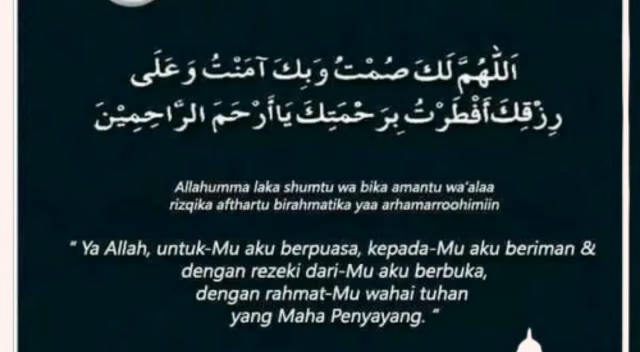 اَللّٰهُمَّ لَكَ صُمْتُ وَبِكَ آمَنْتُ وَعَلَى
رِزْقِكَ أَفْطَرْتُ بِرَحْمَتِكَ يَا أَرْحَمَ الرَّاحِمِيْنَ
Allahumma laka shumtu wa bika amantu wa'alaa
rizqika afthartu birahmatika yaa arhamarroohimiin
“ Ya Allah, untuk-Mu aku berpuasa, kepada-Mu aku beriman &
dengan rezeki dari-Mu aku berbuka,
dengan rahmat-Mu wahai tuhan
yang Maha Penyayang. “